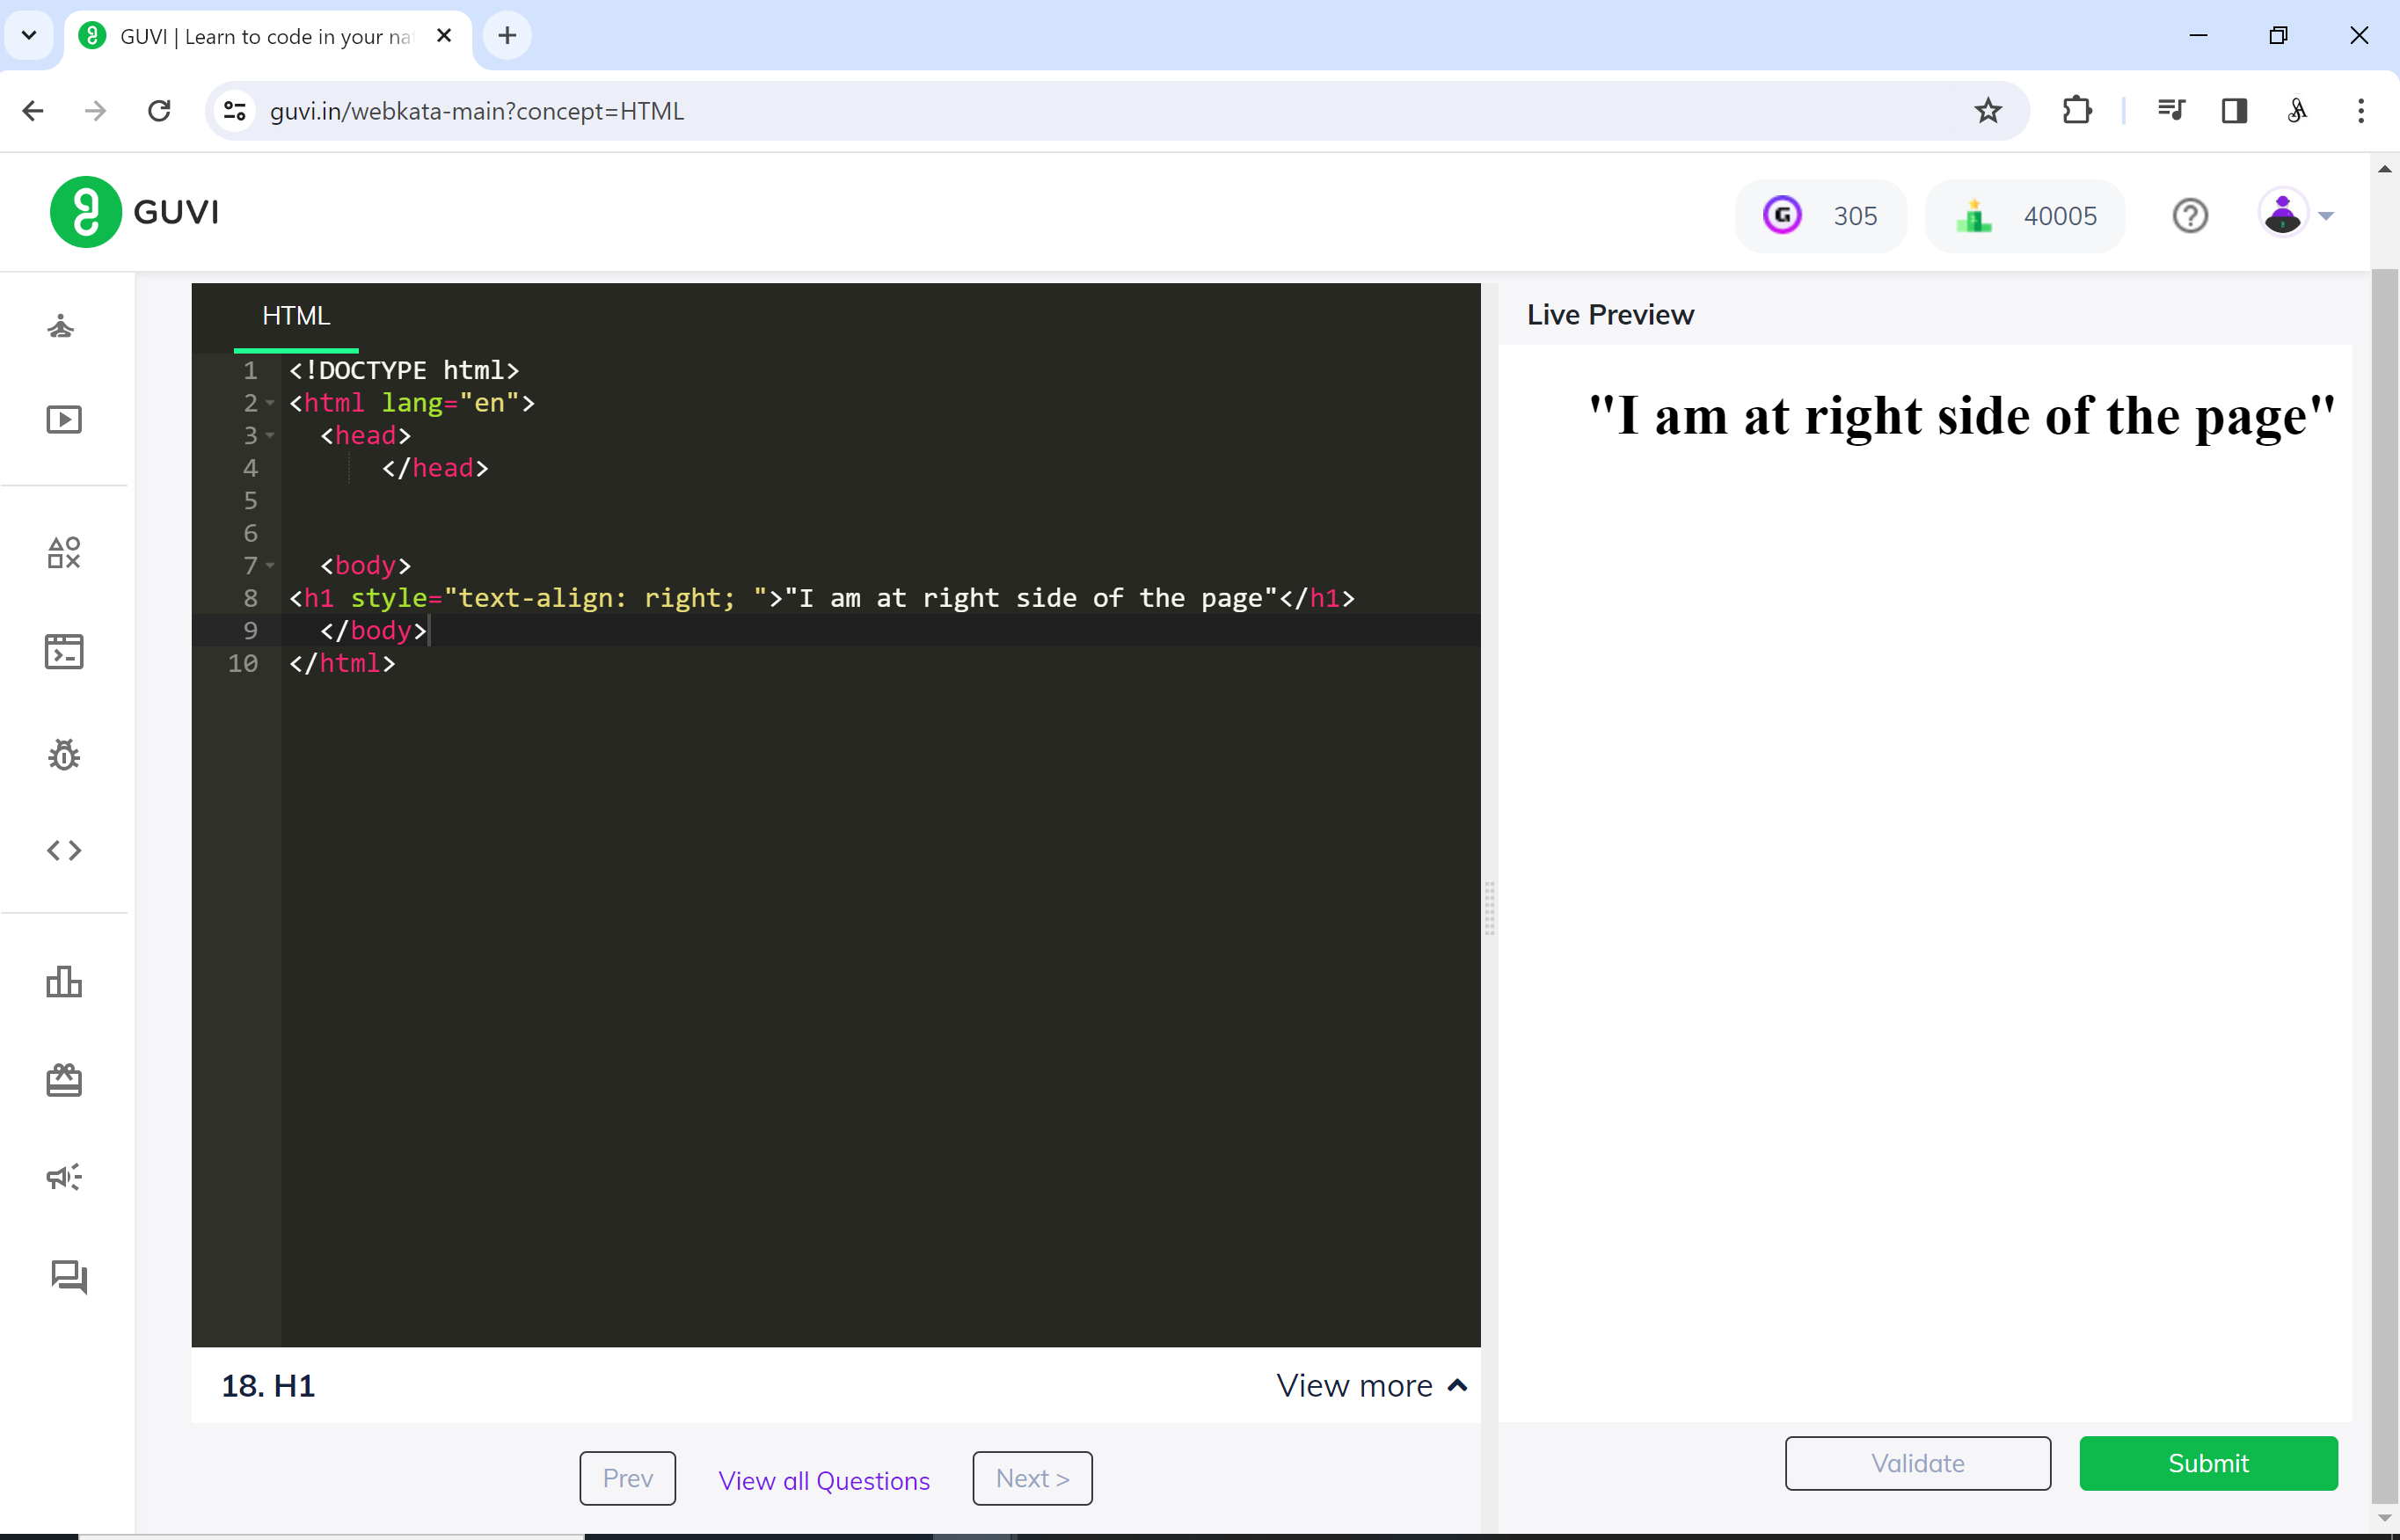 GUVI | Learn to code in your na
guvi.in/webkata-main?concept=HTML
GUVI
305
40005
HTML
Live Preview
1 <!DOCTYPE html>
2 <html lang="en">
3 <head>
4 </head>
5
6
7 <body>
8 <h1 style="text-align: right; ">"I am at right side of the page"</h1>
9 </body>
10 </html>
"I am at right side of the page"
18. H1
View more
Prev
View all Questions
Next >
Validate
Submit